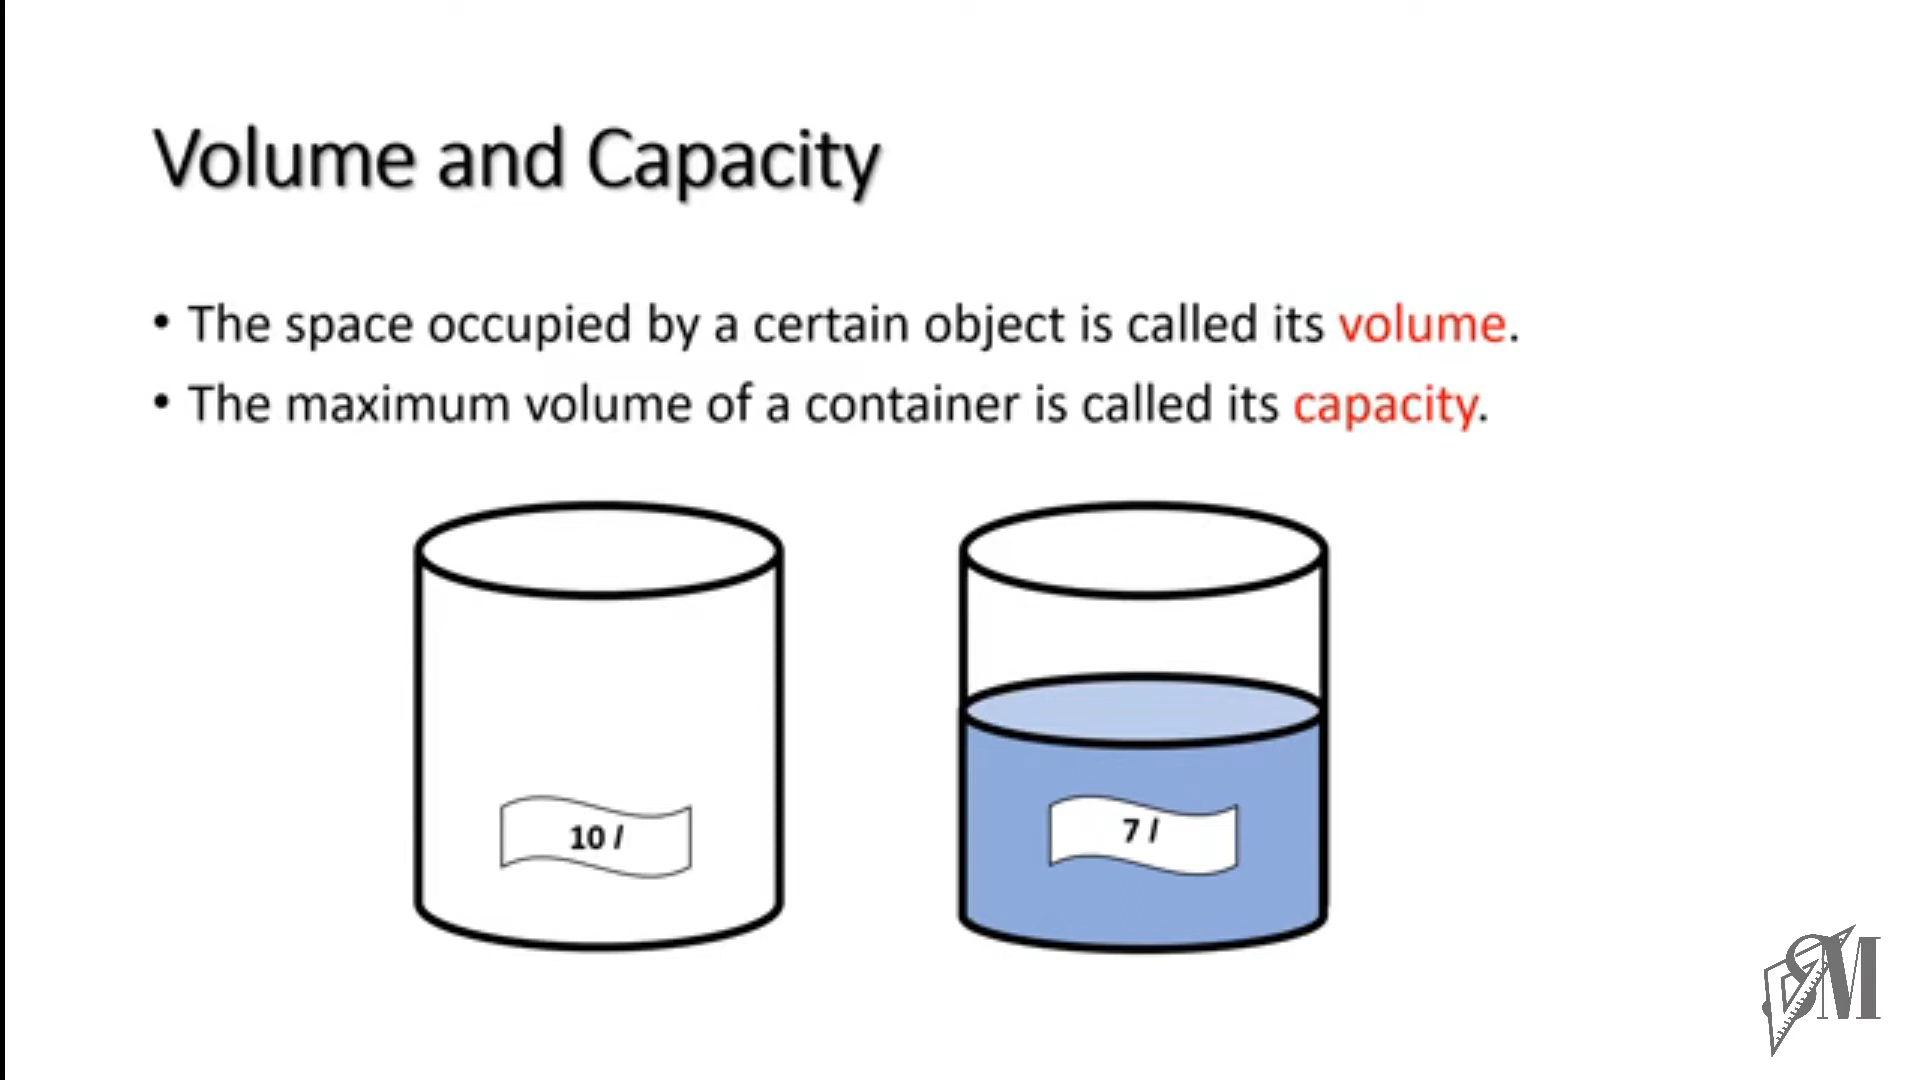 Volume and Capacity
• The space occupied by a certain object is called its volume.
• The maximum volume of a container is called its capacity.
10 l
7 l
SM